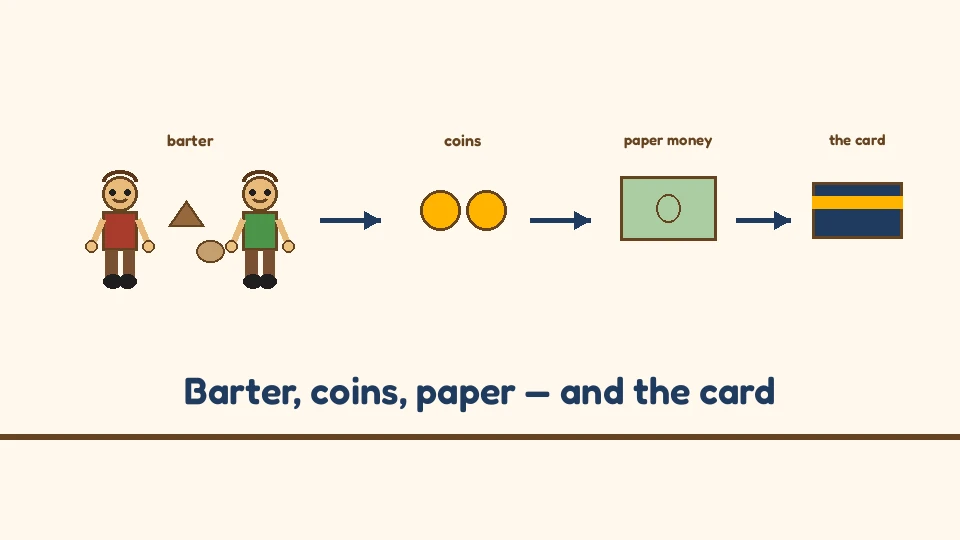 barter
coins
paper money
the card
Barter, coins, paper — and the card